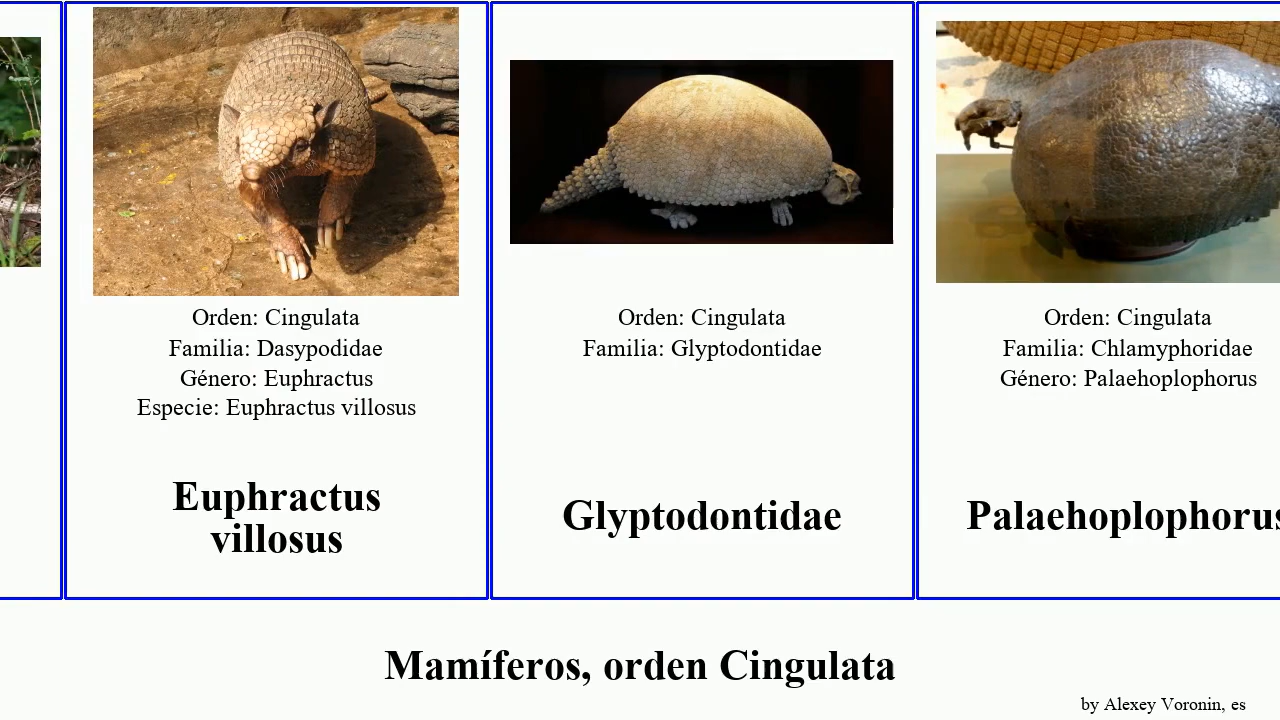 Orden: Cingulata
Familia: Dasypodidae
Género: Euphractus
Especie: Euphractus villosus
Euphractus
villosus
Orden: Cingulata
Familia: Glyptodontidae
Glyptodontidae
Orden: Cingulata
Familia: Chlamyphoridae
Género: Palaehoplophorus
Palaehoplophorus
Mamíferos, orden Cingulata
by Alexey Voronin, es